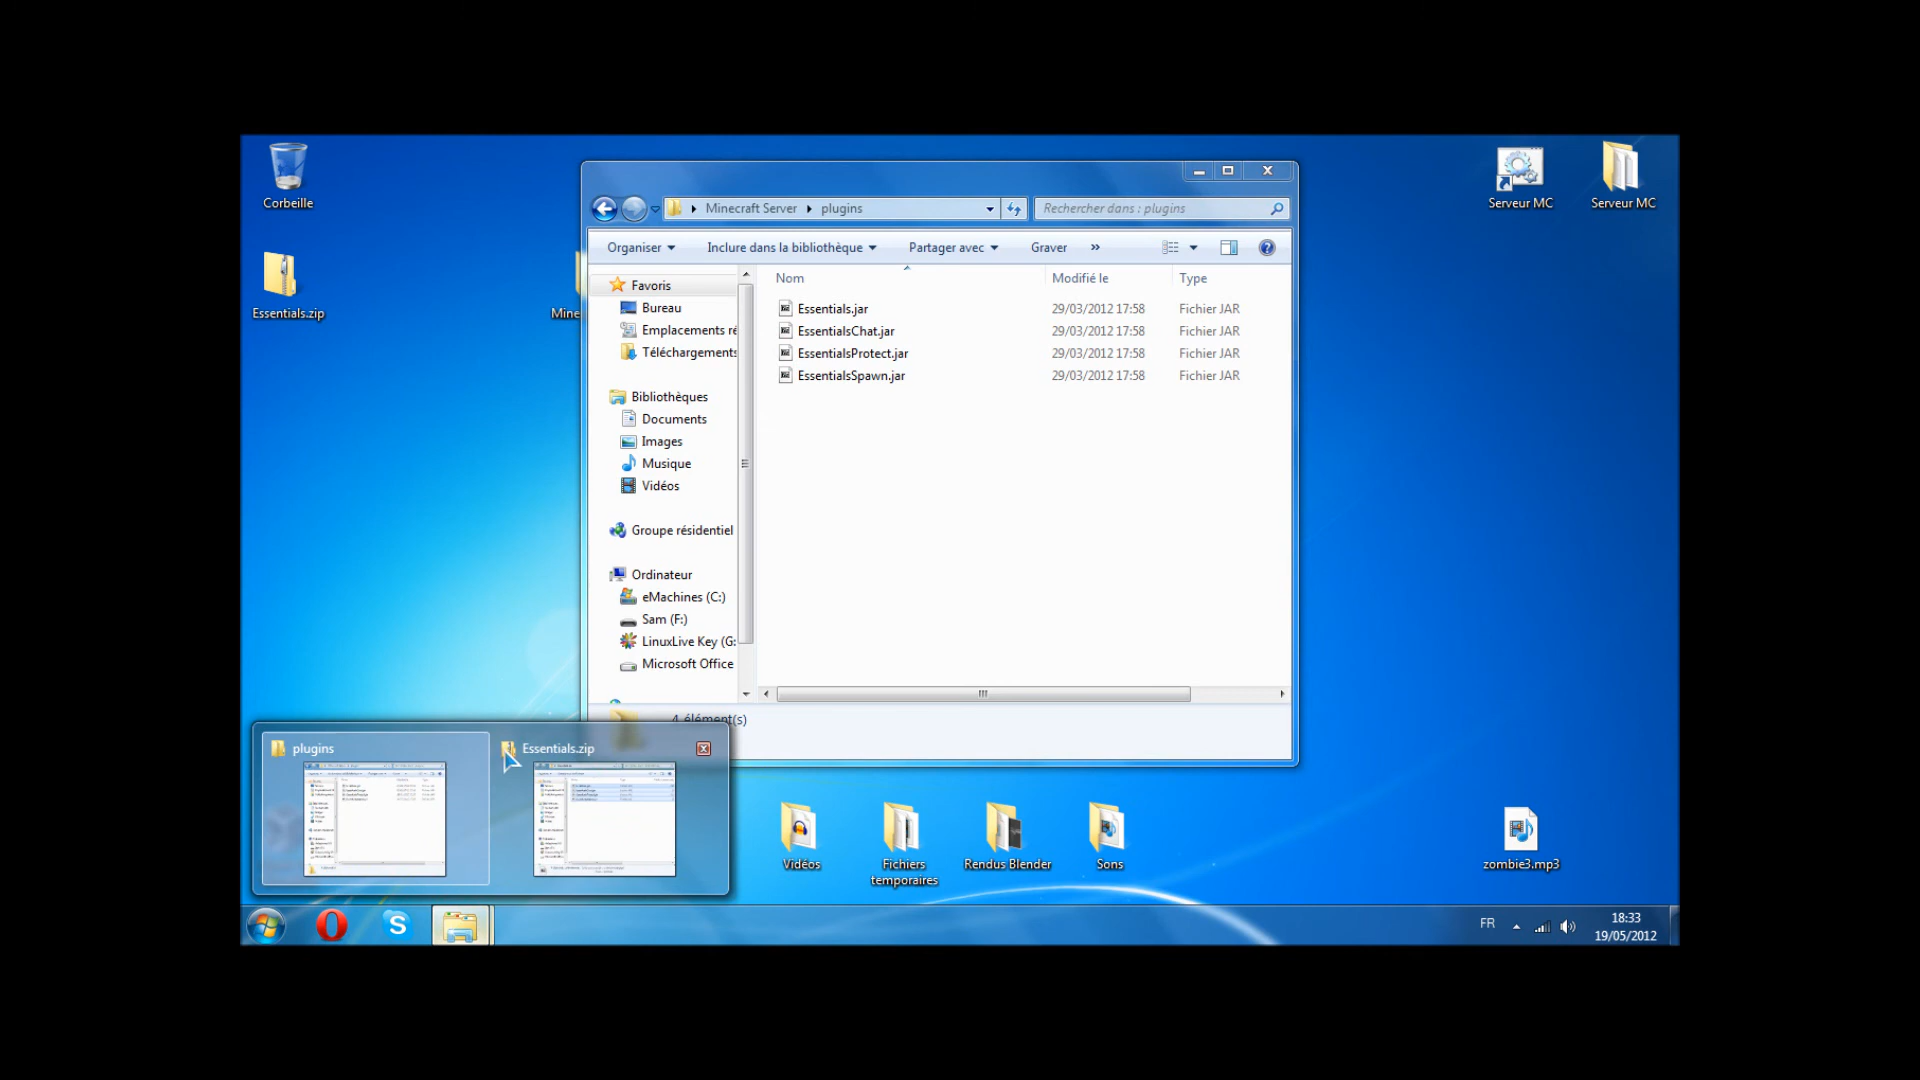 Corbeille
Essentials.zip
Mine
Serveur MC
Serveur MC
Minecraft Server
plugins
Rechercher dans : plugins
Organiser
Inclure dans la bibliothèque
Partager avec
Graver
»
Nom
Modifié le
Type
Essentials.jar 29/03/2012 17:58 Fichier JAR
EssentialsChat.jar 29/03/2012 17:58 Fichier JAR
EssentialsProtect.jar 29/03/2012 17:58 Fichier JAR
EssentialsSpawn.jar 29/03/2012 17:58 Fichier JAR
Favoris
Bureau
Emplacements ré
Téléchargements
Bibliothèques
Documents
Images
Musique
Vidéos
Groupe résidentiel
Ordinateur
eMachines (C:)
Sam (F:)
LinuxLive Key (G:
Microsoft Office
4 élément(s)
plugins
Essentials.zip
Vidéos
Fichiers
temporaires
Rendus Blender
Sons
zombie3.mp3
FR
18:33
19/05/2012